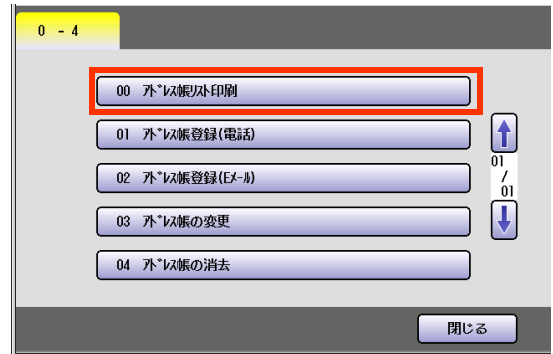 0 - 4
00 ｱﾄﾞﾚｽ帳ﾘｽﾄ印刷
01 ｱﾄﾞﾚｽ帳登録(電話)
02 ｱﾄﾞﾚｽ帳登録(Eﾒｰﾙ)
03 ｱﾄﾞﾚｽ帳の変更
04 ｱﾄﾞﾚｽ帳の消去
01
/
01
閉じる